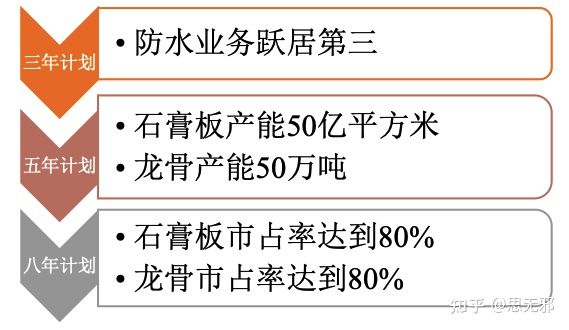 三年计划
• 防水业务跃居第三
五年计划
• 石膏板产能50亿平方米
• 龙骨产能50万吨
八年计划
• 石膏板市占率达到80%
• 龙骨市占率达到80%
知乎 @思无邪